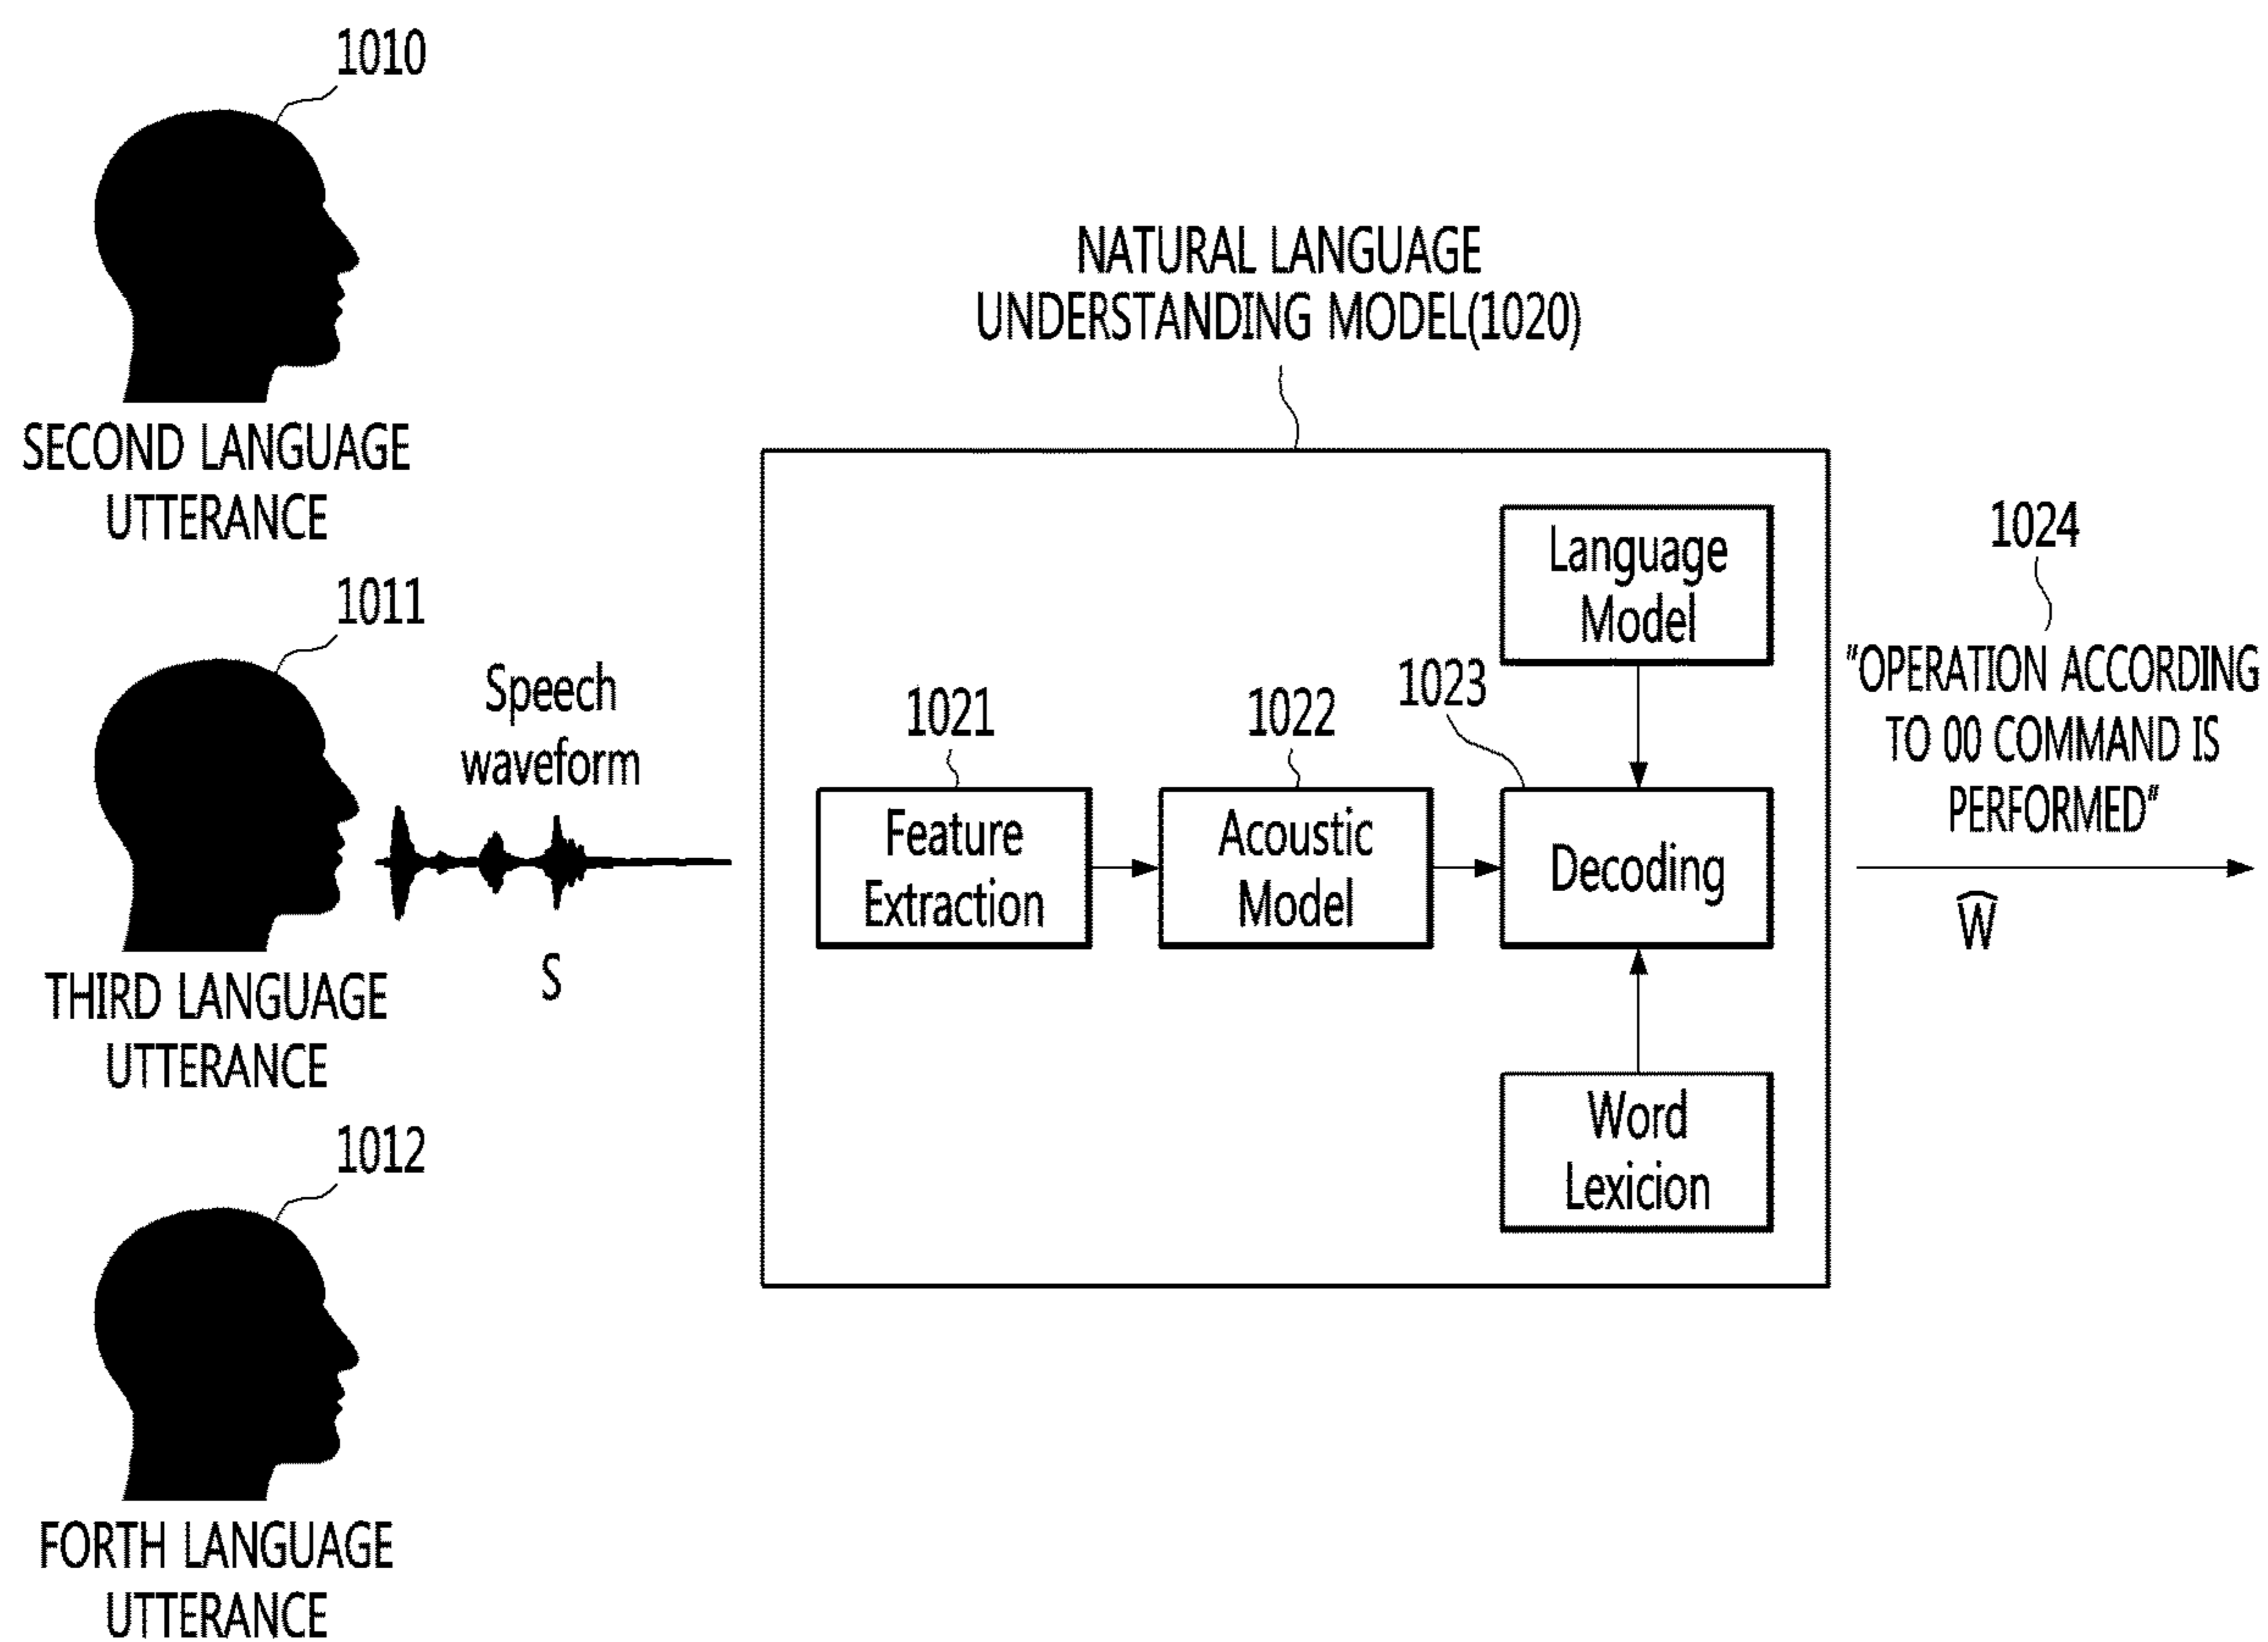 1010
SECOND LANGUAGE
UTTERANCE
1011
THIRD LANGUAGE
UTTERANCE
1012
FORTH LANGUAGE
UTTERANCE
Speech
waveform
S
NATURAL LANGUAGE
UNDERSTANDING MODEL(1020)
1021
Feature
Extraction
1022
Acoustic
Model
1023
Decoding
Language
Model
Word
Lexicion
1024
"OPERATION ACCORDING
TO 00 COMMAND IS
PERFORMED"
Ŵ